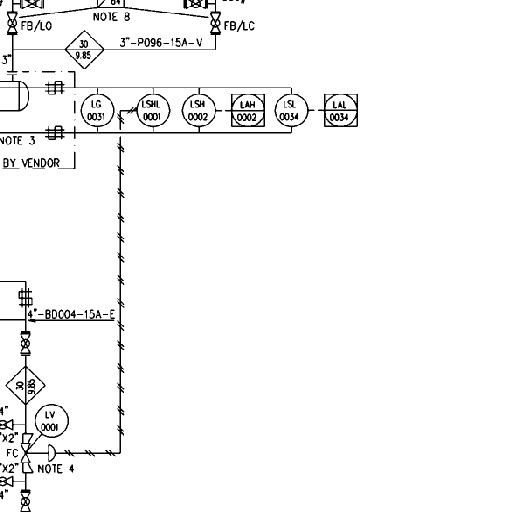 64
NOTE 8
FB/LO
FB/LC
30
9.85
3"-P096-15A-V
3"
LG
0031
LSHL
0001
LSH
0002
LAH
0002
LSL
0034
LAL
0034
NOTE 3
BY VENDOR
4"-BD004-15A-E
30
9.85
LV
0001
4"
"X2"
FC
"X2"
NOTE 4
4"